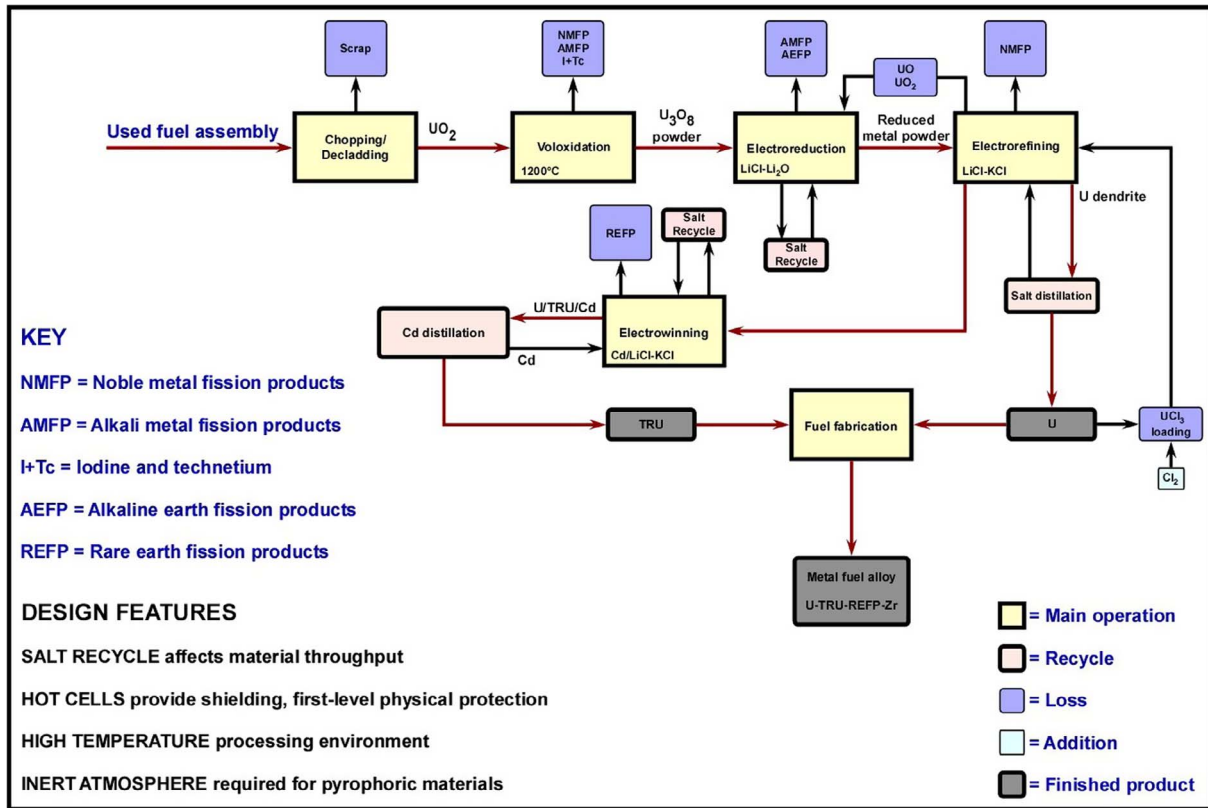 Scrap
NMFP
AMFP
I+Tc
AMFP
AEFP
UO
UO₂
NMFP
Used fuel assembly
Chopping/
Decladding
UO₂
Voloxidation
1200°C
U₃O₈
powder
Electroreduction
LiCl-Li₂O
Reduced
metal powder
Electrorefining
LiCl-KCl
U dendrite
REFP
Salt
Recycle
Salt
Recycle
Salt distillation
U/TRU/Cd
Cd distillation
Cd
Electrowinning
Cd/LiCl-KCl
TRU
Fuel fabrication
U
UCl₃
loading
Cl₂
Metal fuel alloy
U-TRU-REFP-Zr
KEY
NMFP = Noble metal fission products
AMFP = Alkali metal fission products
I+Tc = Iodine and technetium
AEFP = Alkaline earth fission products
REFP = Rare earth fission products
DESIGN FEATURES
SALT RECYCLE affects material throughput
HOT CELLS provide shielding, first-level physical protection
HIGH TEMPERATURE processing environment
INERT ATMOSPHERE required for pyrophoric materials
= Main operation
= Recycle
= Loss
= Addition
= Finished product